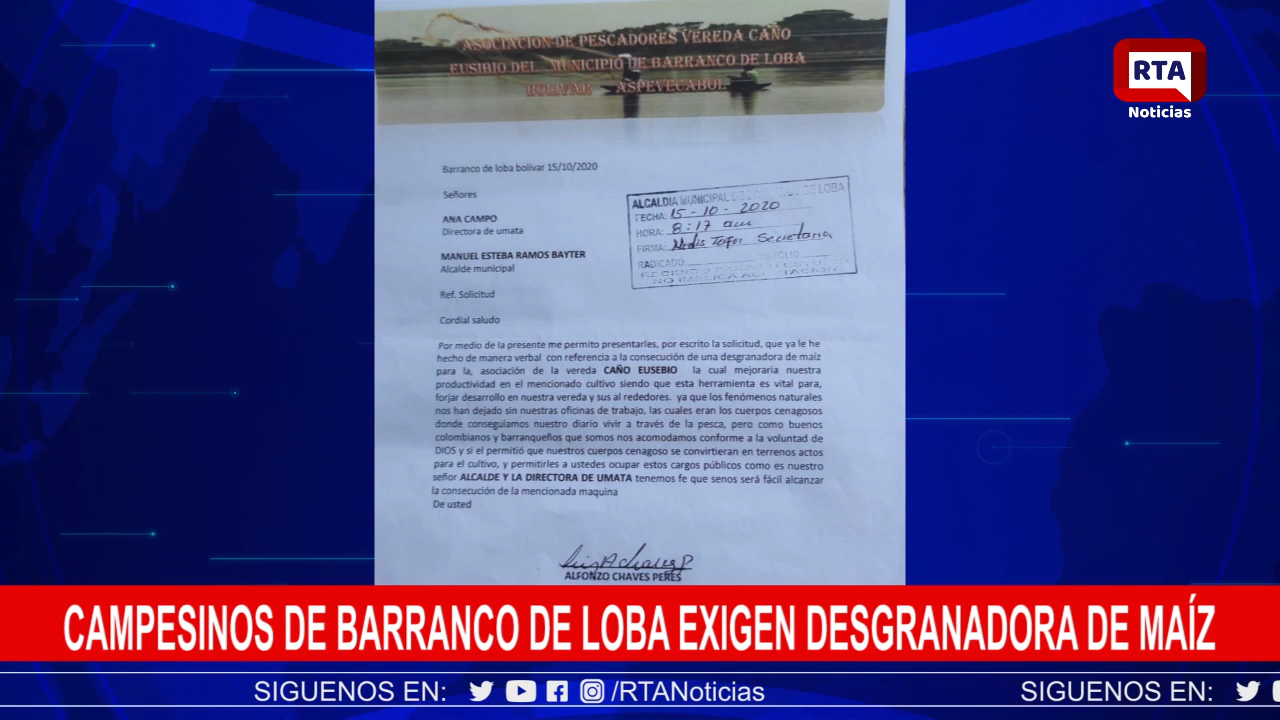 ASOCIACION DE PESCADORES VEREDA CAÑO
EUSIBIO DEL MUNICIPIO DE BARRANCO DE LOBA
BOLIVAR ASPEVECABOL
RTA
Noticias
Barranco de loba bolívar 15/10/2020
Señores
ANA CAMPO
Directora de umata
MANUEL ESTEBA RAMOS BAYTER
Alcalde municipal
Ref. Solicitud
Cordial saludo
ALCALDIA MUNICIPAL DE LOBA
FECHA: 15-10-2020
HORA: 8:17 am
FIRMA: Secretaria
RADICADO:
NO IMPLICA
Por medio de la presente me permito presentarles, por escrito la solicitud, que ya le he
hecho de manera verbal con referencia a la consecución de una desgranadora de maíz
para la, asociación de la vereda CAÑO EUSEBIO la cual mejoraría nuestra
productividad en el mencionado cultivo siendo que esta herramienta es vital para,
forjar desarrollo en nuestra vereda y sus al rededores. ya que los fenómenos naturales
nos han dejado sin nuestras oficinas de trabajo, las cuales eran los cuerpos cenagosos
donde conseguíamos nuestro diario vivir a través de la pesca, pero como buenos
colombianos y barranqueños que somos nos acomodamos conforme a la voluntad de
DIOS y si el permitió que nuestros cuerpos cenagoso se convirtieran en terrenos actos
para el cultivo, y permitirles a ustedes ocupar estos cargos públicos como es nuestro
señor ALCALDE Y LA DIRECTORA DE UMATA tenemos fe que senos será fácil alcanzar
la consecución de la mencionada maquina
De usted
ALFONZO CHAVES PERES
CAMPESINOS DE BARRANCO DE LOBA EXIGEN DESGRANADORA DE MAÍZ
SIGUENOS EN: /RTANoticias SIGUENOS EN: